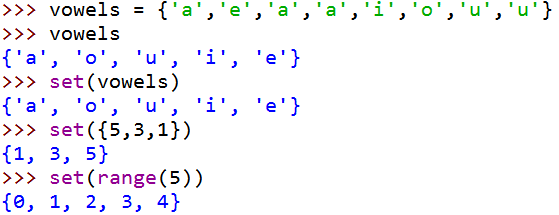 >>> vowels = {'a','e','a','a','i','o','u','u'}
>>> vowels
{'a', 'o', 'u', 'i', 'e'}
>>> set(vowels)
{'a', 'o', 'u', 'i', 'e'}
>>> set({5,3,1})
{1, 3, 5}
>>> set(range(5))
{0, 1, 2, 3, 4}